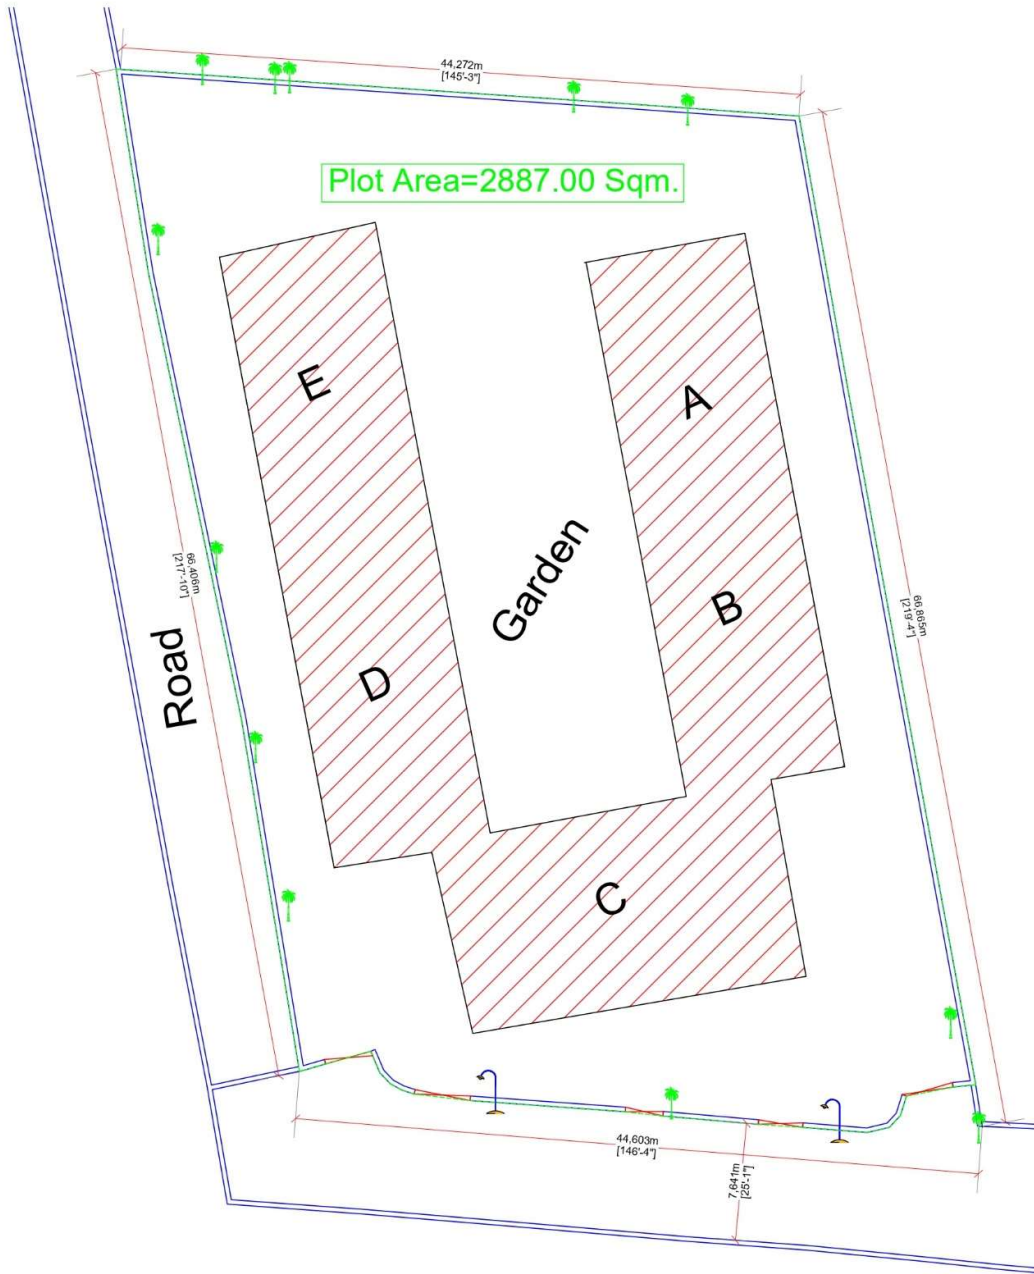 44,272m
[145'-3"]
Plot Area=2887.00 Sqm.
E
A
Garden
66,406m
[217'-10"]
B
66,865m
[219'-4"]
Road
D
C
44,603m
[146'-4"]
7,641m
[25'-1"]